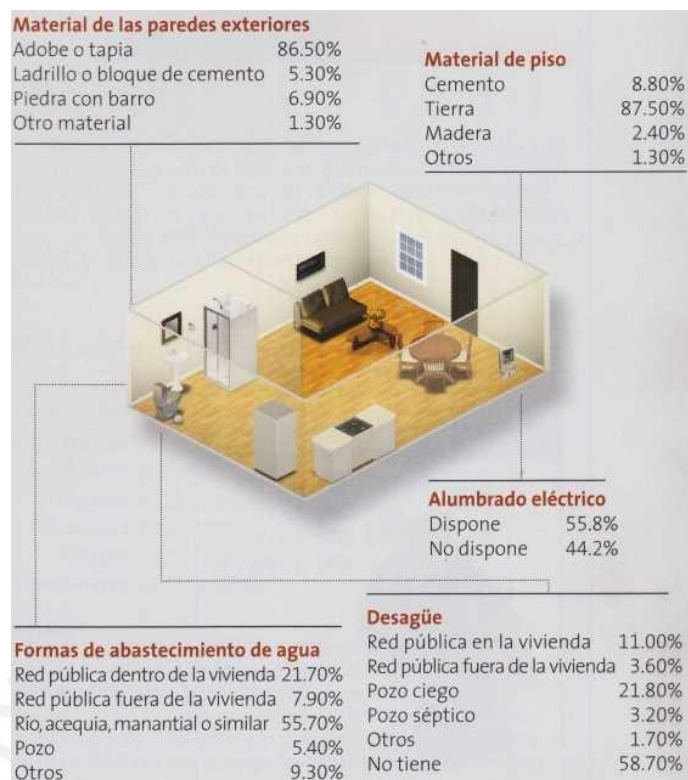 Material de las paredes exteriores
Adobe o tapia 86.50%
Ladrillo o bloque de cemento 5.30%
Piedra con barro 6.90%
Otro material 1.30%
Material de piso
Cemento 8.80%
Tierra 87.50%
Madera 2.40%
Otros 1.30%
Alumbrado eléctrico
Dispone 55.8%
No dispone 44.2%
Formas de abastecimiento de agua
Red pública dentro de la vivienda 21.70%
Red pública fuera de la vivienda 7.90%
Río, acequia, manantial o similar 55.70%
Pozo 5.40%
Otros 9.30%
Desagüe
Red pública en la vivienda 11.00%
Red pública fuera de la vivienda 3.60%
Pozo ciego 21.80%
Pozo séptico 3.20%
Otros 1.70%
No tiene 58.70%